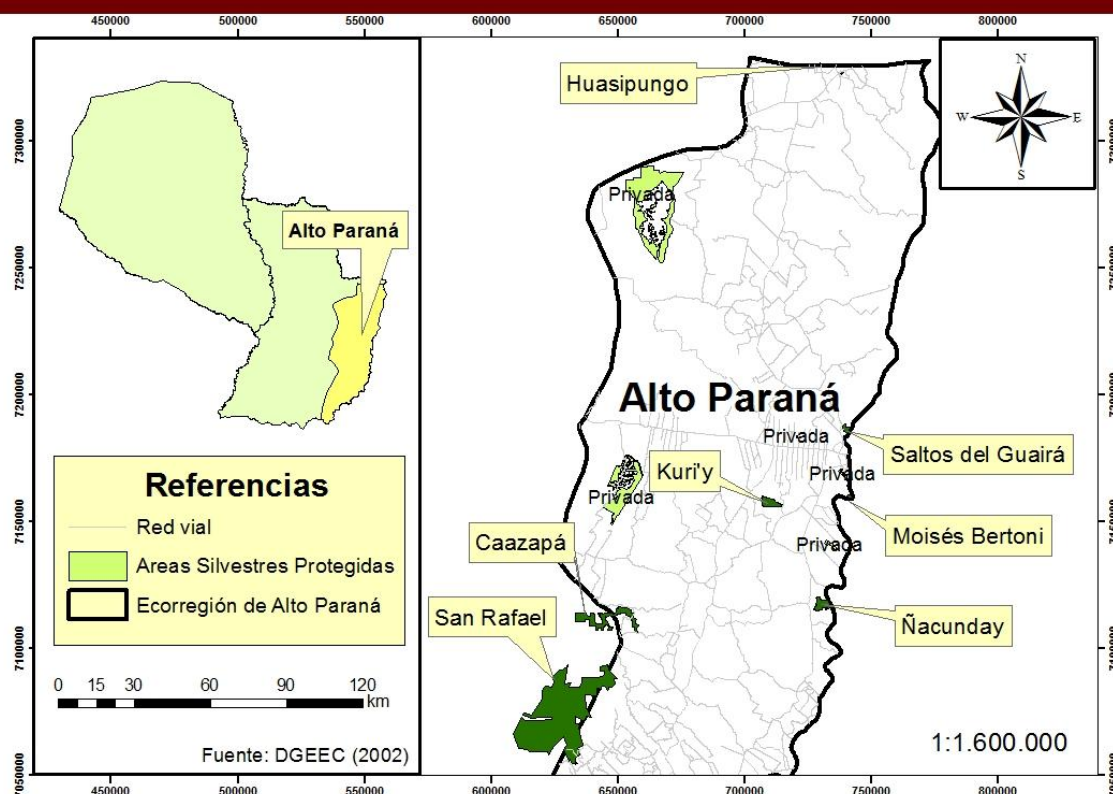 450000 500000 550000 600000 650000 700000 750000 800000
N
W E
S
Huasipungo
7300000
7300000
Privada
Alto Paraná
7250000
7250000
7200000
7200000
Alto Paraná
Privada
Saltos del Guairá
Kuri'y
Privada
Privada
Moisés Bertoni
Privada
Caazapá
Ñacunday
San Rafael
Referencias
Red vial
Areas Silvestres Protegidas
Ecorregión de Alto Paraná
7150000
7150000
7100000
7100000
0 15 30 60 90 120
km
Fuente: DGEEC (2002)
1:1.600.000
7050000
7050000
450000 500000 550000 600000 650000 700000 750000 800000